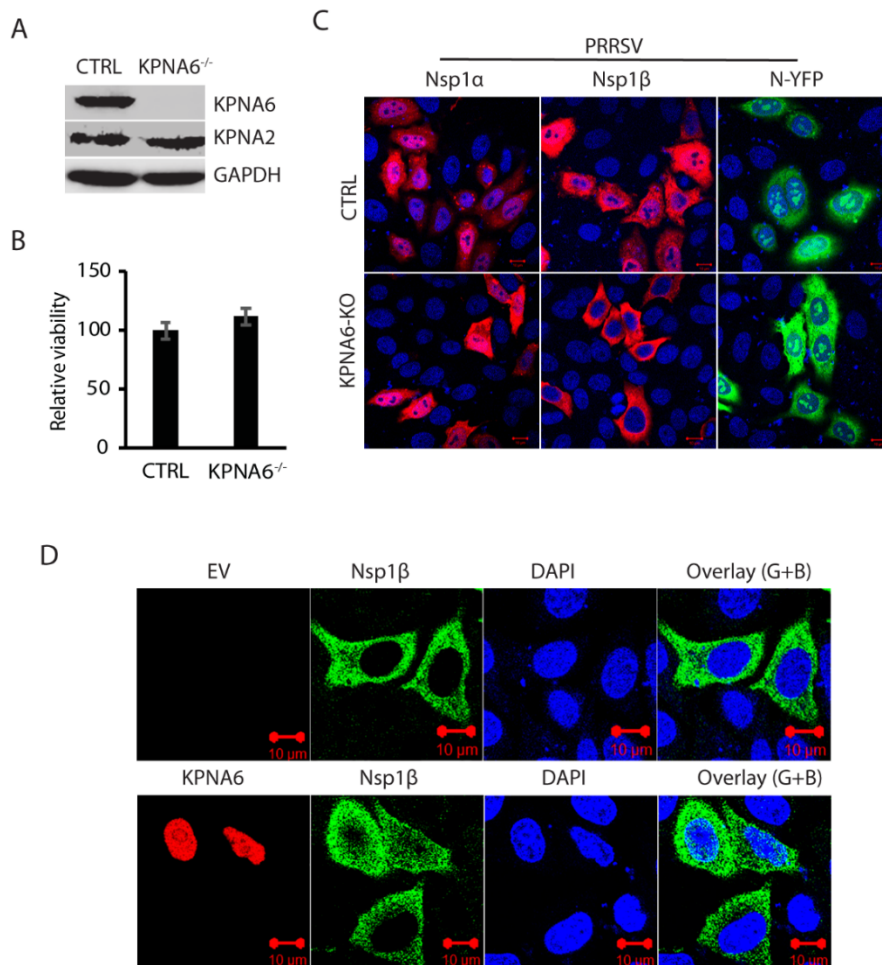 A
CTRL KPNA6-/-
KPNA6
KPNA2
GAPDH
B
150
100
50
0
Relative viability
CTRL KPNA6-/-
C
PRRSV
Nsp1α Nsp1β N-YFP
CTRL
KPNA6-KO
D
EV Nsp1β DAPI Overlay (G+B)
10 µm 10 µm 10 µm 10 µm
KPNA6 Nsp1β DAPI Overlay (G+B)
10 µm 10 µm 10 µm 10 µm